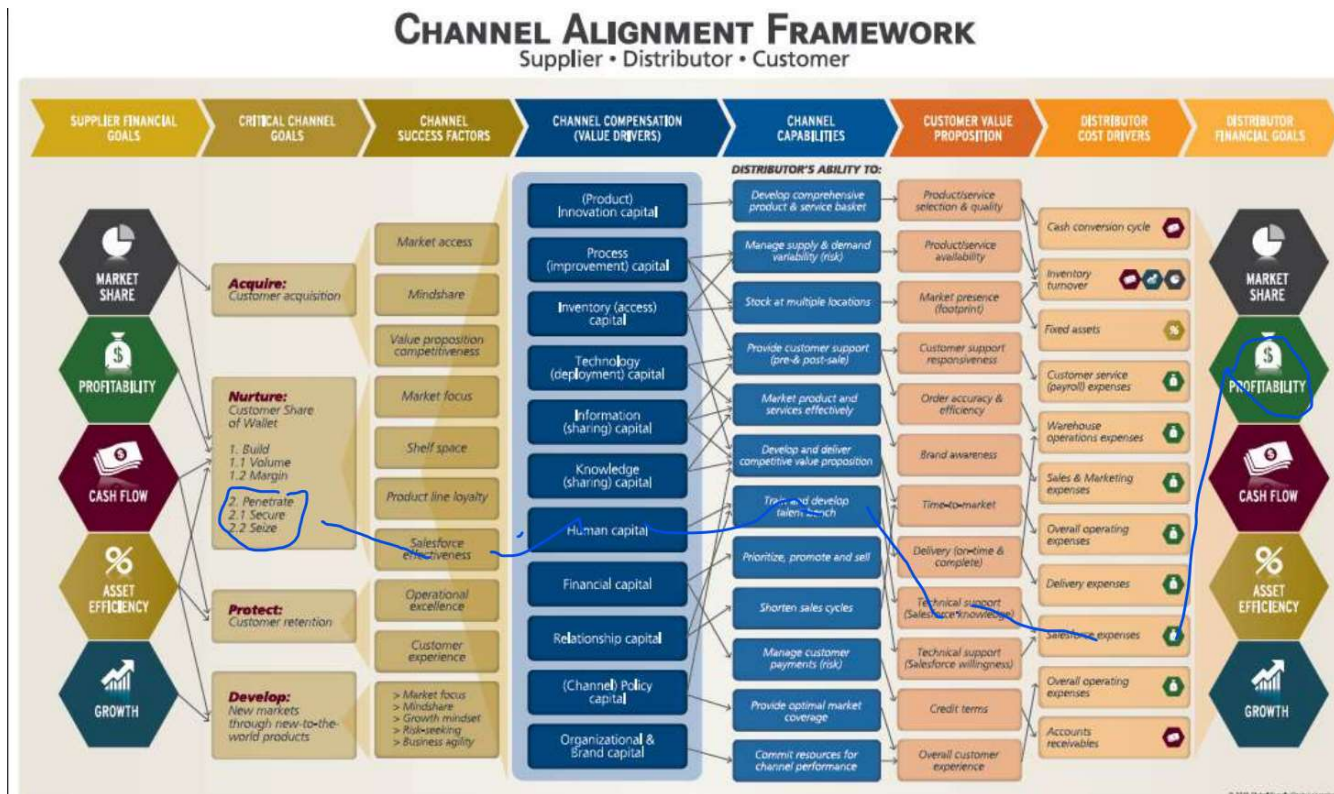 CHANNEL ALIGNMENT FRAMEWORK
Supplier • Distributor • Customer
SUPPLIER FINANCIAL
GOALS
CRITICAL CHANNEL
GOALS
CHANNEL
SUCCESS FACTORS
CHANNEL COMPENSATION
(VALUE DRIVERS)
CHANNEL
CAPABILITIES
CUSTOMER VALUE
PROPOSITION
DISTRIBUTOR
COST DRIVERS
DISTRIBUTOR
FINANCIAL GOALS
MARKET
SHARE
$
PROFITABILITY
$
CASH FLOW
%
ASSET
EFFICIENCY
GROWTH
Acquire:
Customer acquisition
Nurture:
Customer Share
of Wallet
1. Build
1.1 Volume
1.2 Margin
2. Penetrate
2.1 Secure
2.2 Seize
Protect:
Customer retention
Develop:
New markets
through new-to-the-
world products
Market access
Mindshare
Value proposition
competitiveness
Market focus
Shelf space
Product line loyalty
Salesforce
effectiveness
Operational
excellence
Customer
experience
> Market focus
> Mindshare
> Growth mindset
> Risk-seeking
> Business agility
(Product)
Innovation capital
Process
(improvement) capital
Inventory (access)
capital
Technology
(deployment) capital
Information
(sharing) capital
Knowledge
(sharing) capital
Human capital
Financial capital
Relationship capital
(Channel) Policy
capital
Organizational &
Brand capital
DISTRIBUTOR'S ABILITY TO:
Develop comprehensive
product & service basket
Manage supply & demand
variability (risk)
Stock at multiple locations
Provide customer support
(pre-& post-sale)
Market product and
services effectively
Develop and deliver
competitive value proposition
Train and develop
talent bench
Prioritize, promote and sell
Shorten sales cycles
Manage customer
payments (risk)
Provide optimal market
coverage
Commit resources for
channel performance
Product/service
selection & quality
Product/service
availability
Market presence
(footprint)
Customer support
responsiveness
Order accuracy &
efficiency
Brand awareness
Time-to-market
Delivery (on-time &
complete)
Technical support
(Salesforce knowledge)
Technical support
(Salesforce willingness)
Credit terms
Overall customer
experience
Cash conversion cycle
Inventory
turnover
Fixed assets
%
Customer service
(payroll) expenses
Warehouse
operations expenses
Sales & Marketing
expenses
Overall operating
expenses
Delivery expenses
Salesforce expenses
Overall operating
expenses
Accounts
receivables
MARKET
SHARE
$
PROFITABILITY
$
CASH FLOW
%
ASSET
EFFICIENCY
GROWTH